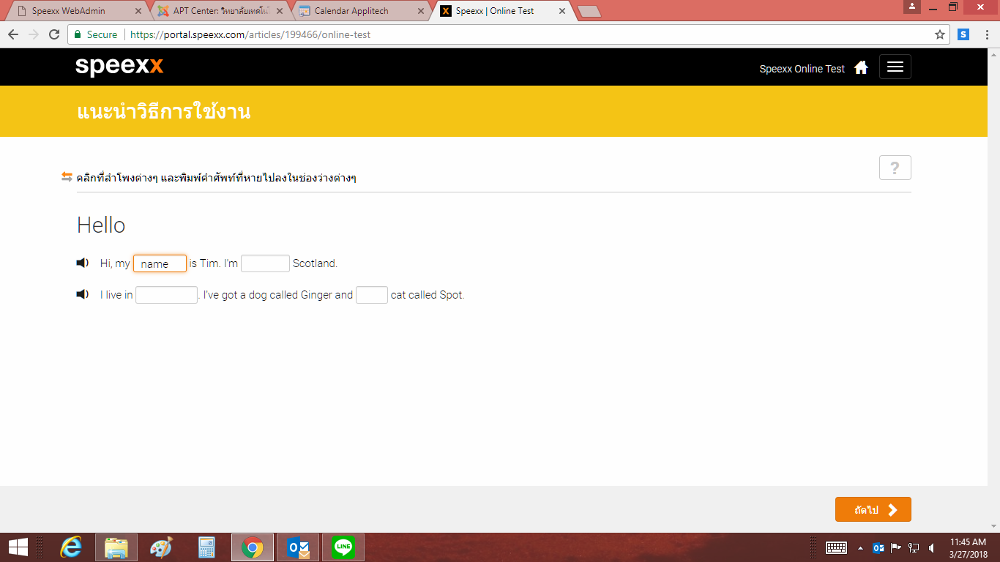 Speexx WebAdmin
APT Center: วิทยาลัยเทคโนโ
Calendar Applitech
Speexx | Online Test
Secure
https://portal.speexx.com/articles/199466/online-test
speexx
Speexx Online Test
แนะนำวิธีการใช้งาน
?
คลิกที่ลำโพงต่างๆ และพิมพ์คำศัพท์ที่หายไปลงในช่องว่างต่างๆ
Hello
Hi, my name is Tim. I'm Scotland.
I live in . I've got a dog called Ginger and cat called Spot.
ถัดไป
LINE
11:45 AM
3/27/2018